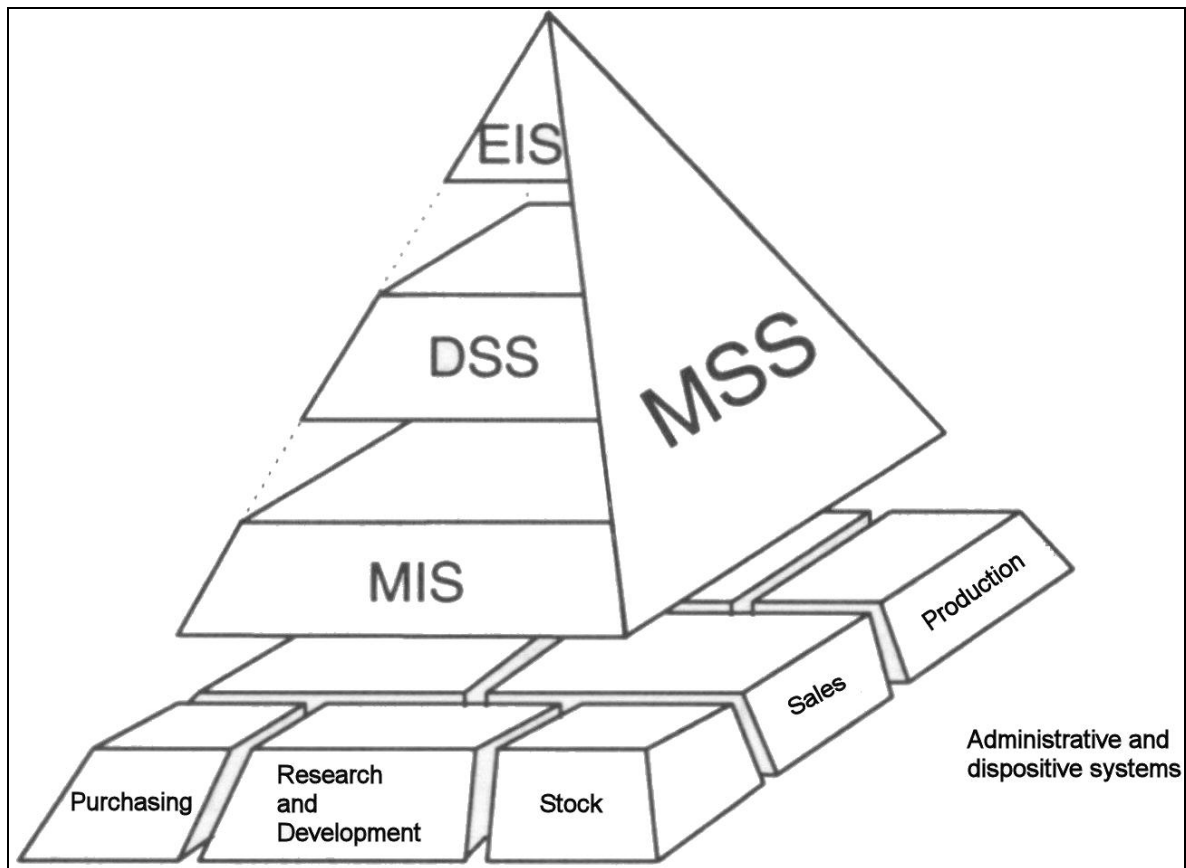 EIS
DSS
MSS
MIS
Production
Sales
Administrative and
dispositive systems
Purchasing
Research
and
Development
Stock